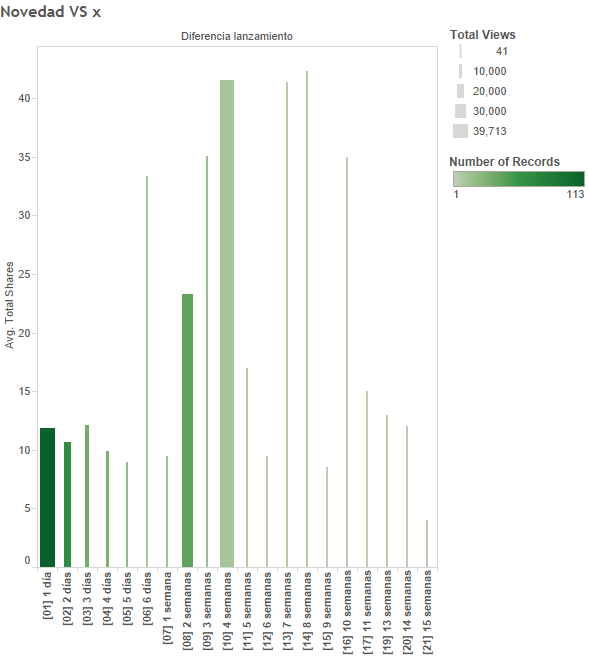 Novedad VS x
Diferencia lanzamiento
Total Views
41
10,000
20,000
30,000
39,713
Number of Records
1 113
Avg. Total Shares
40
35
30
25
20
15
10
5
0
[01] 1 día
[02] 2 días
[03] 3 días
[04] 4 días
[05] 5 días
[06] 6 días
[07] 1 semana
[08] 2 semanas
[09] 3 semanas
[10] 4 semanas
[11] 5 semanas
[12] 6 semanas
[13] 7 semanas
[14] 8 semanas
[15] 9 semanas
[16] 10 semanas
[17] 11 semanas
[19] 13 semanas
[20] 14 semanas
[21] 15 semanas